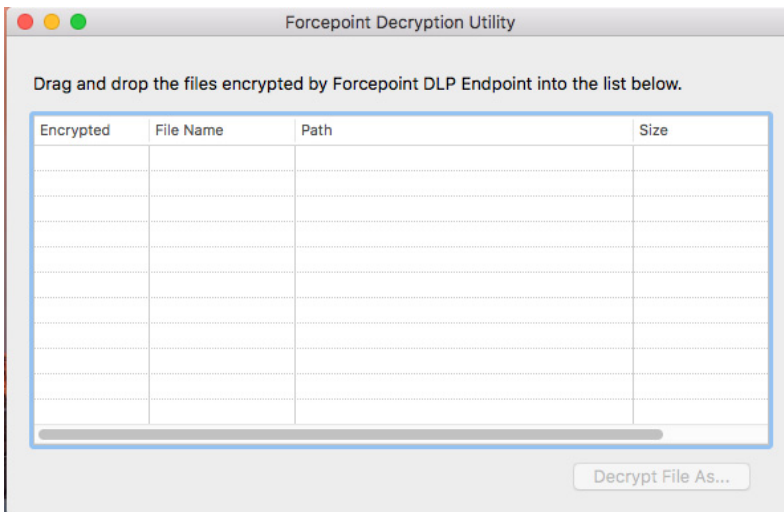 Forcepoint Decryption Utility
Drag and drop the files encrypted by Forcepoint DLP Endpoint into the list below.
Encrypted File Name Path Size
Decrypt File As...